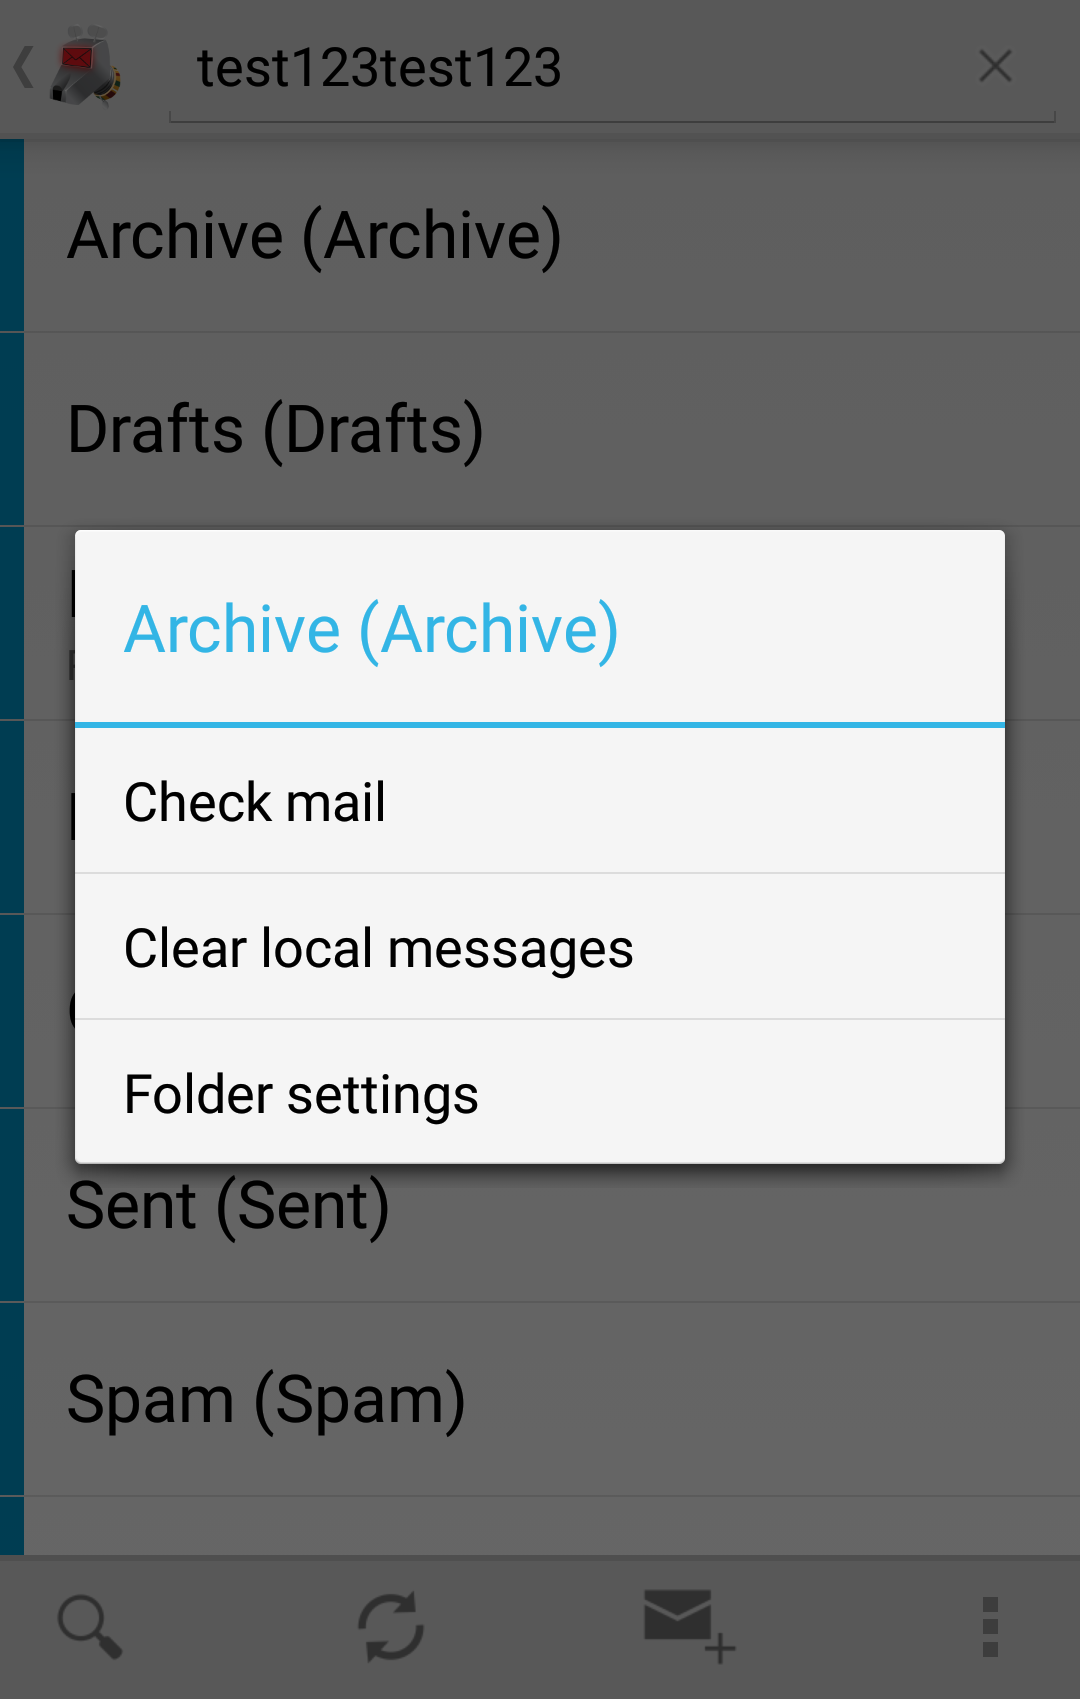 test123test123
Archive (Archive)
Drafts (Drafts)
Archive (Archive)
Check mail
Clear local messages
Folder settings
Sent (Sent)
Spam (Spam)